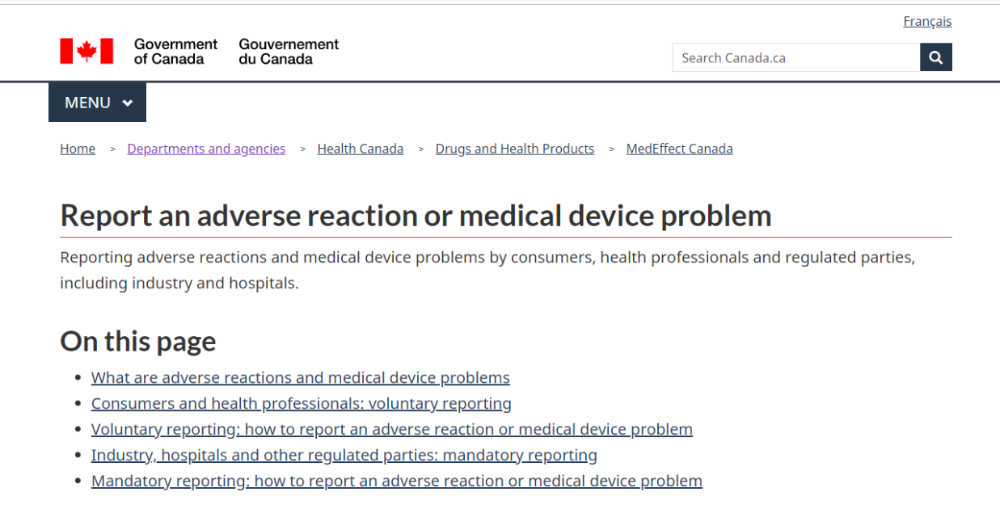 Français
Government of Canada
Gouvernement du Canada
Search Canada.ca
MENU
Home > Departments and agencies > Health Canada > Drugs and Health Products > MedEffect Canada
Report an adverse reaction or medical device problem
Reporting adverse reactions and medical device problems by consumers, health professionals and regulated parties,
including industry and hospitals.
On this page
• What are adverse reactions and medical device problems
• Consumers and health professionals: voluntary reporting
• Voluntary reporting: how to report an adverse reaction or medical device problem
• Industry, hospitals and other regulated parties: mandatory reporting
• Mandatory reporting: how to report an adverse reaction or medical device problem